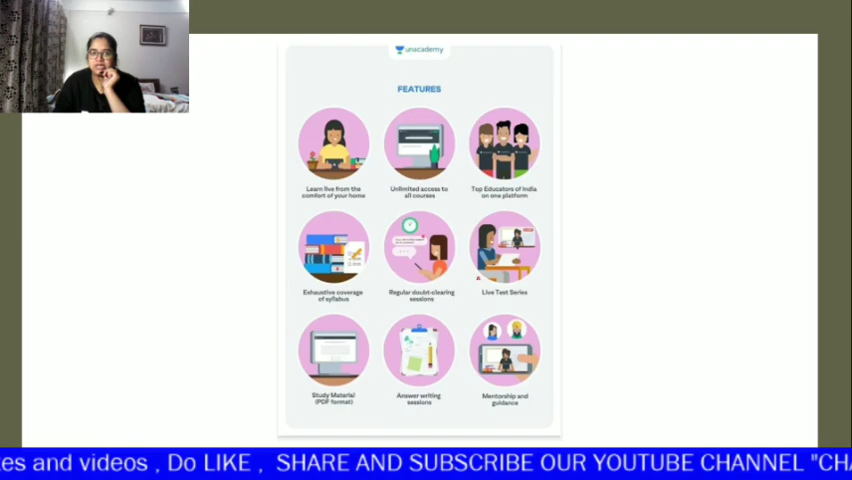 unacademy
FEATURES
Learn live from the
comfort of your home
Unlimited access to
all courses
Top Educators of India
on one platform
Exhaustive coverage
of syllabus
Regular doubt-clearing
sessions
Live Test Series
Study Material
(PDF format)
Answer writing
sessions
Mentorship and
guidance
and videos , Do LIKE , SHARE AND SUBSCRIBE OUR YOUTUBE CHANNEL "CHA